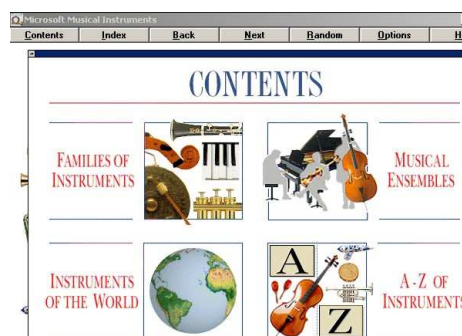 Microsoft Musical Instruments
Contents Index Back Next Random Options H
CONTENTS
FAMILIES OF
INSTRUMENTS
MUSICAL
ENSEMBLES
INSTRUMENTS
OF THE WORLD
A
Z
A-Z OF
INSTRUMENTS